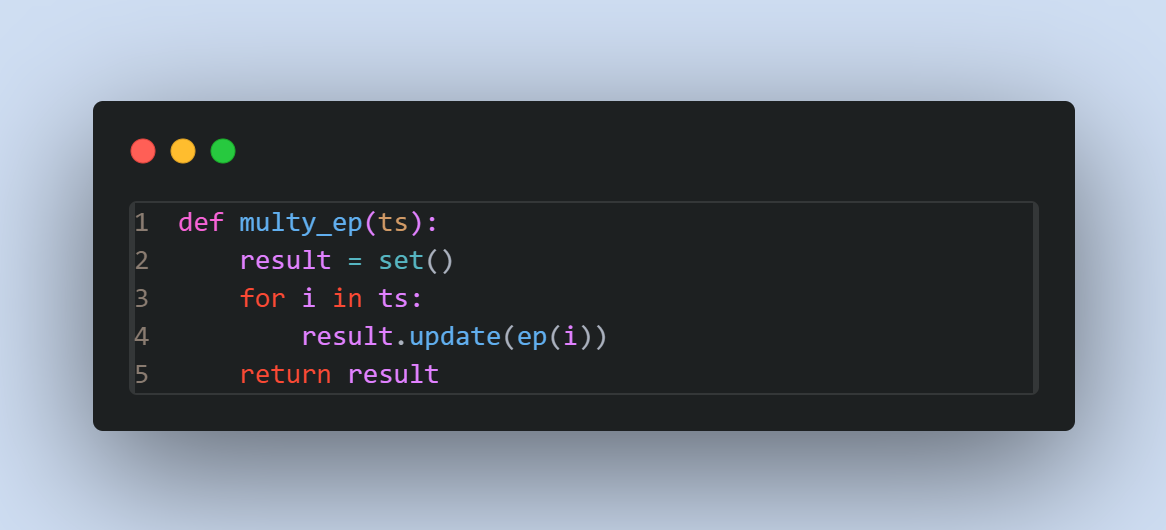 1 def multy_ep(ts):
2     result = set()
3     for i in ts:
4         result.update(ep(i))
5     return result